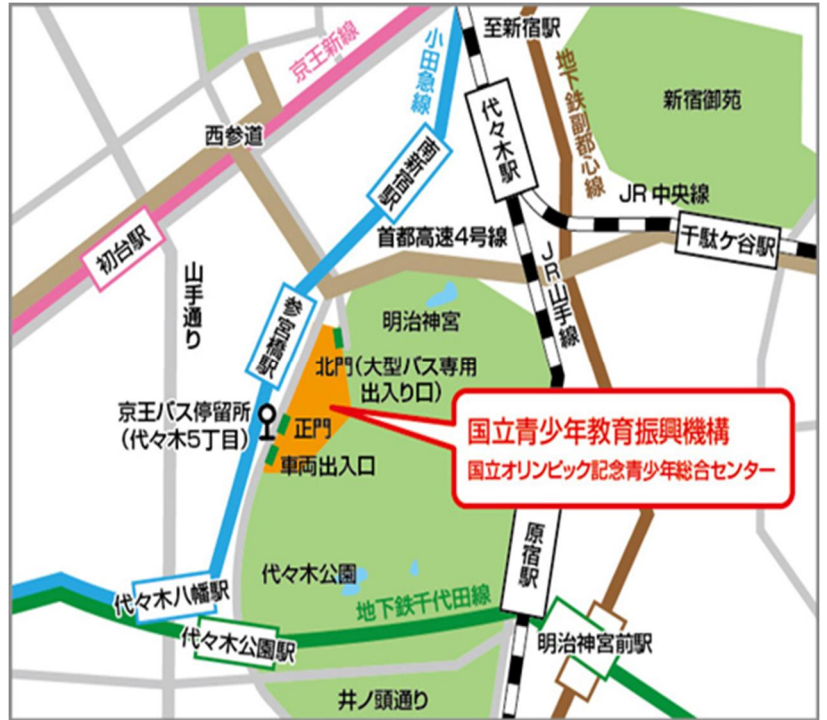 至新宿駅
京王新線
小田急線
地下鉄副都心線
新宿御苑
代々木駅
西参道
南新宿駅
JR中央線
千駄ケ谷駅
首都高速4号線
初台駅
山手通り
JR山手線
参宮橋駅
明治神宮
北門(大型バス専用
出入り口)
京王バス停留所
(代々木5丁目)
正門
車両出入口
国立青少年教育振興機構
国立オリンピック記念青少年総合センター
原宿駅
代々木公園
代々木八幡駅
地下鉄千代田線
代々木公園駅
明治神宮前駅
井ノ頭通り